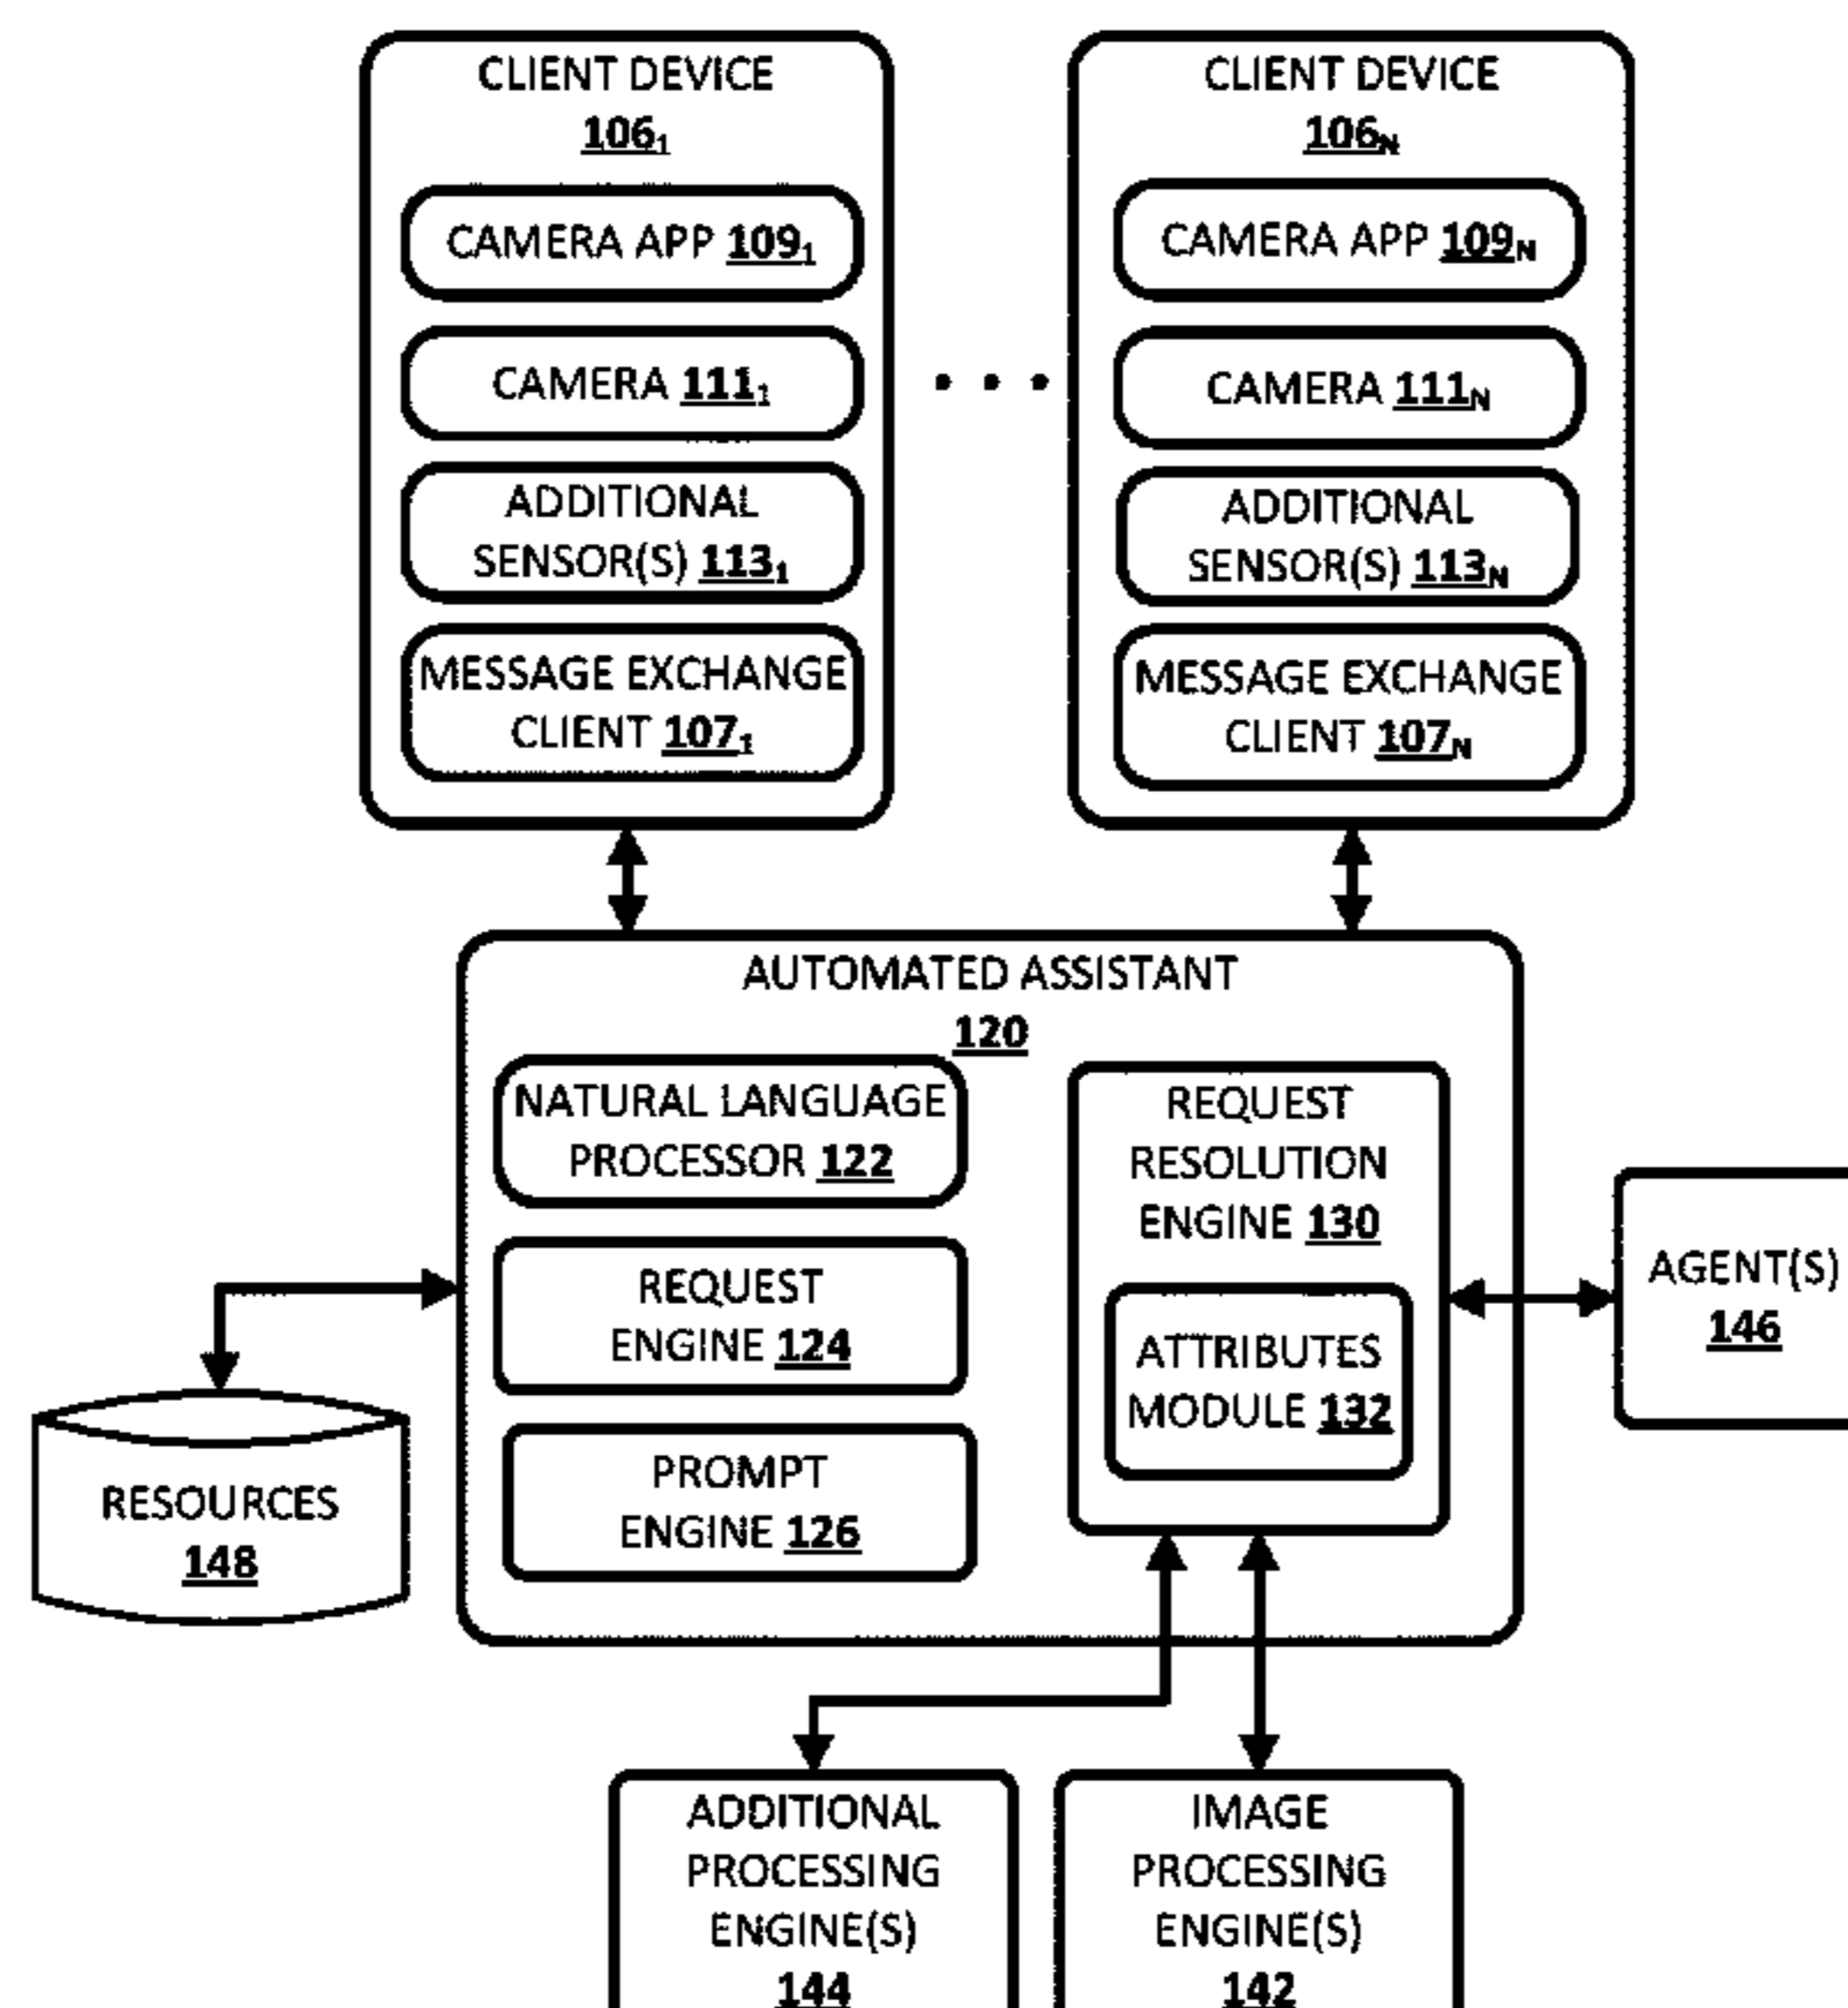 CLIENT DEVICE
106₁
CAMERA APP 109₁
CAMERA 111₁
ADDITIONAL
SENSOR(S) 113₁
MESSAGE EXCHANGE
CLIENT 107₁
CLIENT DEVICE
106N
CAMERA APP 109N
CAMERA 111N
ADDITIONAL
SENSOR(S) 113N
MESSAGE EXCHANGE
CLIENT 107N
AUTOMATED ASSISTANT
120
NATURAL LANGUAGE
PROCESSOR 122
REQUEST
ENGINE 124
PROMPT
ENGINE 126
REQUEST
RESOLUTION
ENGINE 130
ATTRIBUTES
MODULE 132
AGENT(S)
146
RESOURCES
148
ADDITIONAL
PROCESSING
ENGINE(S)
144
IMAGE
PROCESSING
ENGINE(S)
142